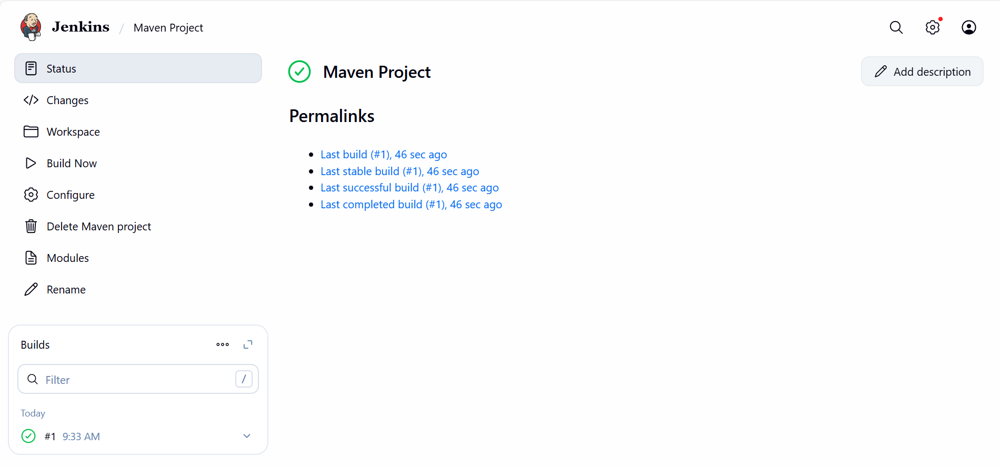 Jenkins / Maven Project
Status
Changes
Workspace
Build Now
Configure
Delete Maven project
Modules
Rename
Builds
Filter /
Today
#1 9:33 AM
Maven Project
Add description
Permalinks
Last build (#1), 46 sec ago
Last stable build (#1), 46 sec ago
Last successful build (#1), 46 sec ago
Last completed build (#1), 46 sec ago